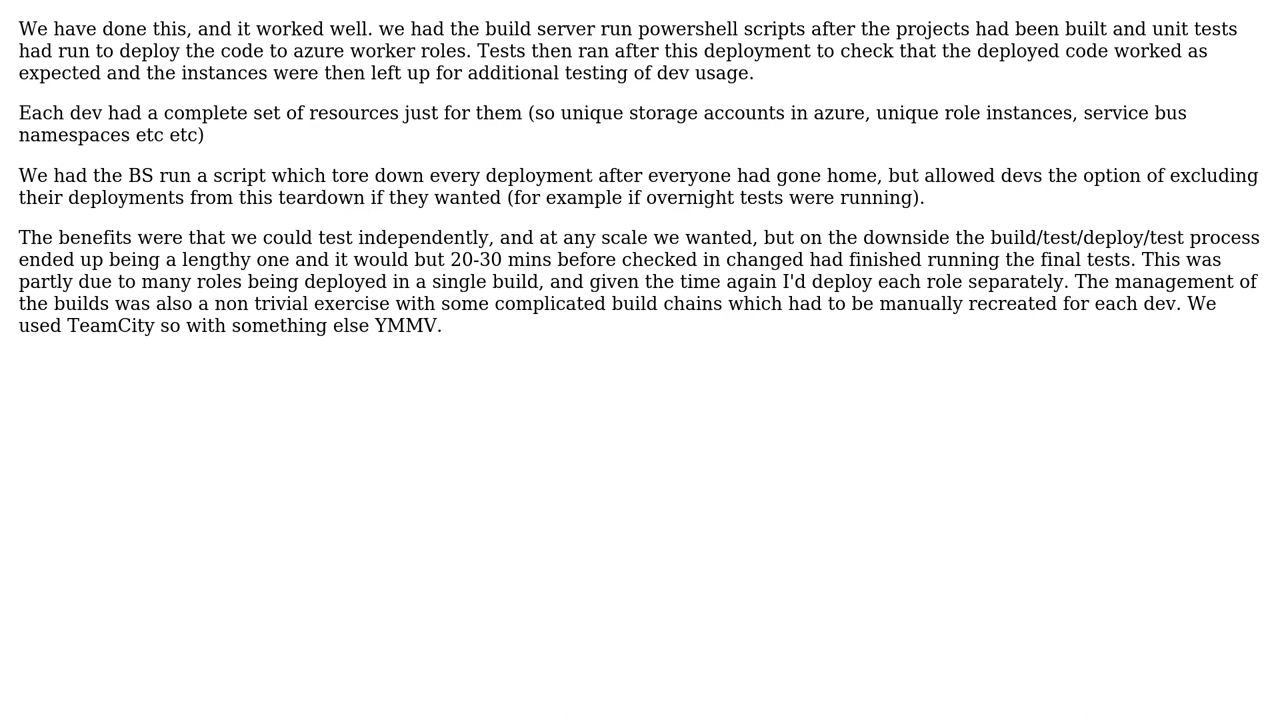 We have done this, and it worked well. we had the build server run powershell scripts after the projects had been built and unit tests
had run to deploy the code to azure worker roles. Tests then ran after this deployment to check that the deployed code worked as
expected and the instances were then left up for additional testing of dev usage.
Each dev had a complete set of resources just for them (so unique storage accounts in azure, unique role instances, service bus
namespaces etc etc)
We had the BS run a script which tore down every deployment after everyone had gone home, but allowed devs the option of excluding
their deployments from this teardown if they wanted (for example if overnight tests were running).
The benefits were that we could test independently, and at any scale we wanted, but on the downside the build/test/deploy/test process
ended up being a lengthy one and it would but 20-30 mins before checked in changed had finished running the final tests. This was
partly due to many roles being deployed in a single build, and given the time again I'd deploy each role separately. The management of
the builds was also a non trivial exercise with some complicated build chains which had to be manually recreated for each dev. We
used TeamCity so with something else YMMV.